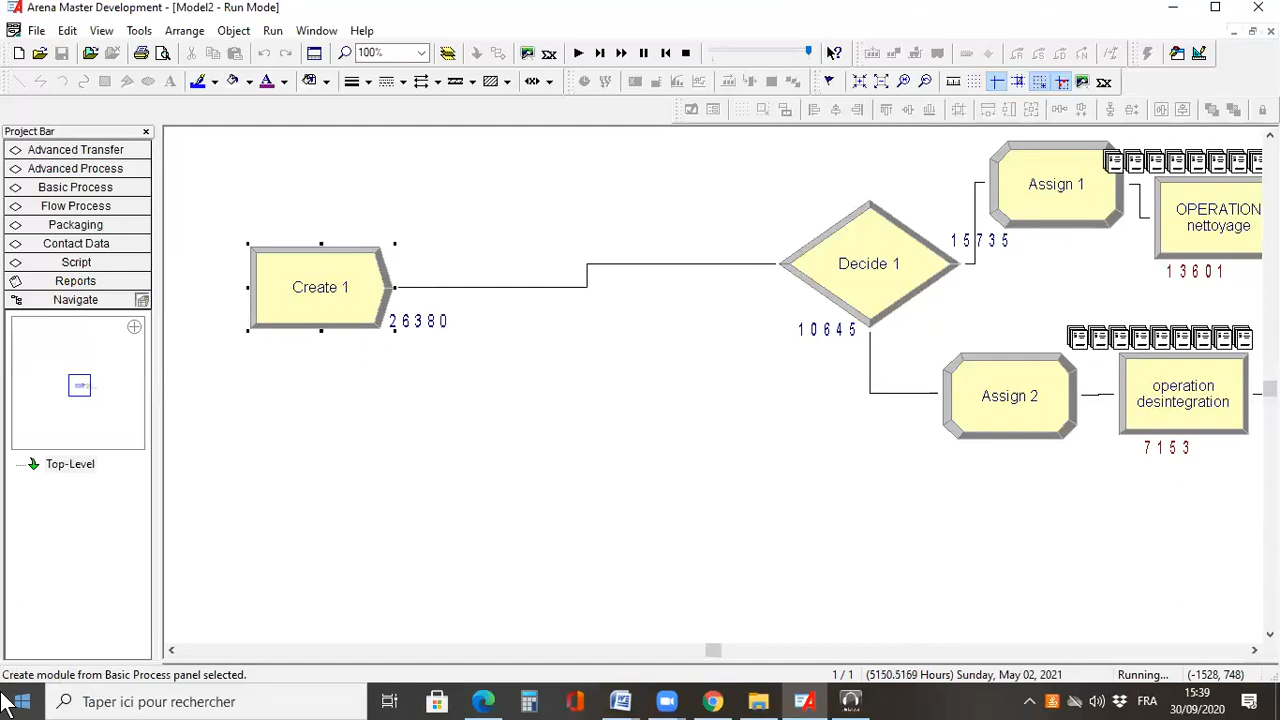 Arena Master Development - [Model2 - Run Mode]
File Edit View Tools Arrange Object Run Window Help
100%
Project Bar
Advanced Transfer
Advanced Process
Basic Process
Flow Process
Packaging
Contact Data
Script
Reports
Navigate
Top-Level
Create 1
26380
Decide 1
15735
10645
Assign 1
OPERATION
nettoyage
13601
Assign 2
operation
desintegration
7153
Create module from Basic Process panel selected.
1 / 1
(5150.5169 Hours) Sunday, May 02, 2021
Running...
(-1528, 748)
Taper ici pour rechercher
FRA
15:39
30/09/2020